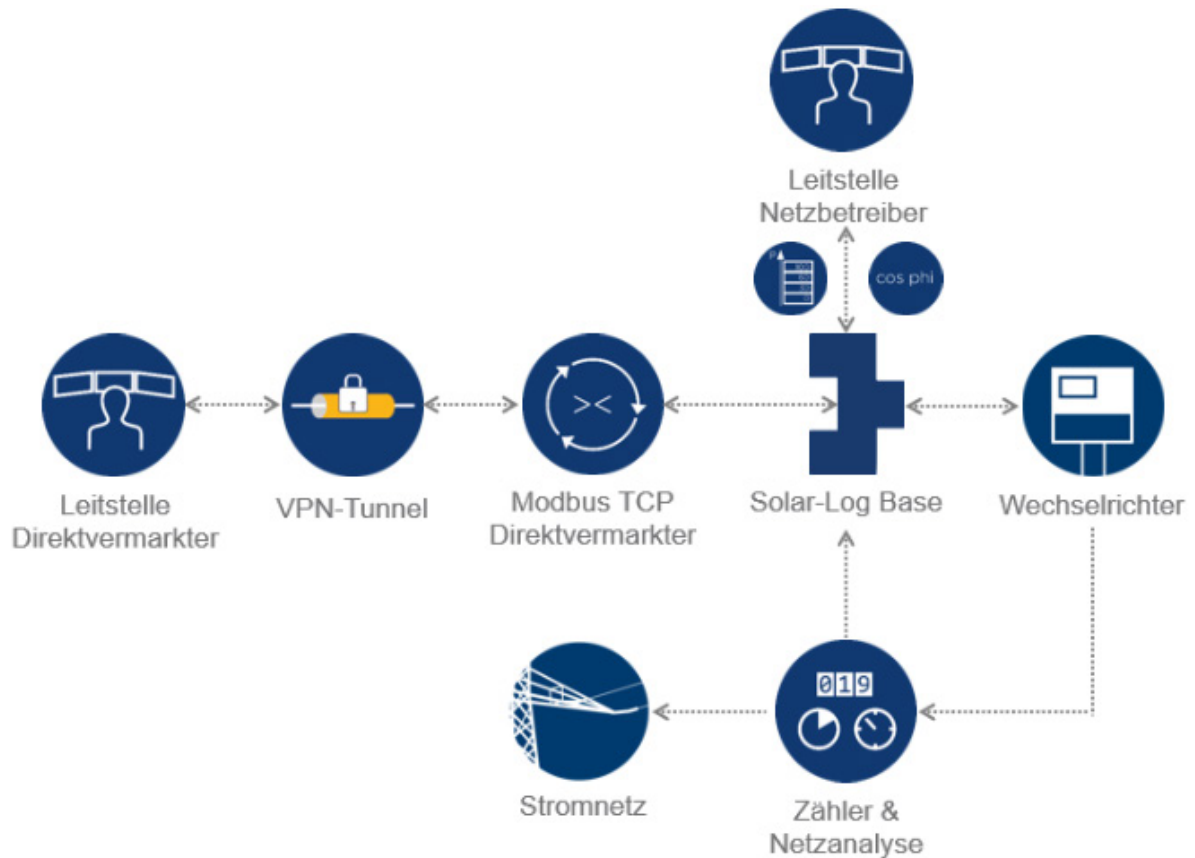 Leitstelle
Netzbetreiber
P
cos phi
Leitstelle
Direktvermarkter
VPN-Tunnel
Modbus TCP
Direktvermarkter
><
Solar-Log Base
Wechselrichter
019
Stromnetz
Zähler &
Netzanalyse